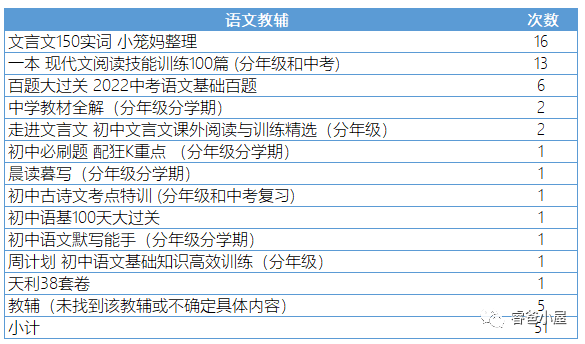 语文教辅 次数
文言文150实词 小笼妈整理 16
一本 现代文阅读技能训练100篇 (分年级和中考) 13
百题大过关 2022中考语文基础百题 6
中学教材全解（分年级分学期） 2
走进文言文 初中文言文课外阅读与训练精选（分年级） 2
初中必刷题 配狂K重点 （分年级分学期） 1
晨读暮写（分年级分学期） 1
初中古诗文考点特训 (分年级和中考复习) 1
初中语基100天大过关 1
初中语文默写能手（分年级分学期） 1
周计划 初中语文基础知识高效训练（分年级） 1
天利38套卷 1
教辅（未找到该教辅或不确定具体内容） 5
小计 51
睿爸小屋